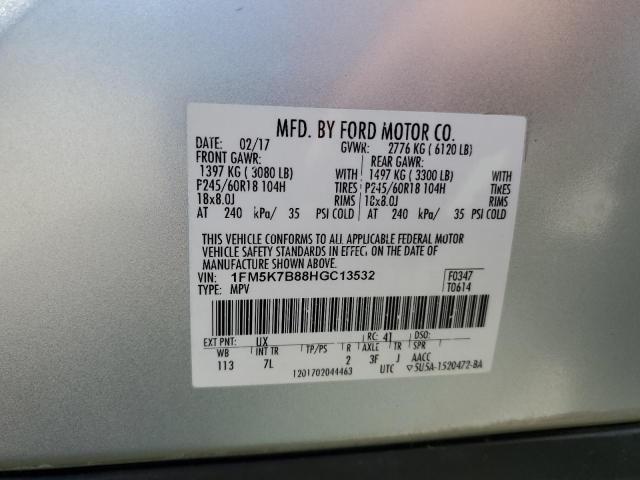 MFD. BY FORD MOTOR CO.
DATE: 02/17 GVWR: 2776 KG ( 6120 LB)
FRONT GAWR: REAR GAWR:
1397 KG ( 3080 LB) WITH 1497 KG ( 3300 LB) WITH
P245/60R18 104H TIRES P245/60R18 104H TIRES
18x8.0J RIMS 18x8.0J RIMS
AT 240 kPa/ 35 PSI COLD AT 240 kPa/ 35 PSI COLD
THIS VEHICLE CONFORMS TO ALL APPLICABLE FEDERAL MOTOR
VEHICLE SAFETY STANDARDS IN EFFECT ON THE DATE OF
MANUFACTURE SHOWN ABOVE.
VIN: 1FM5K7B88HGC13532 F0347
TYPE: MPV T0614
EXT PNT: UX RC: 41 DSO:
WB INT TR TP/PS R AXLE TR SPR
113 7L 2 3F J AACC
1201702044463 UTC ▽5U5A-1520472-BA